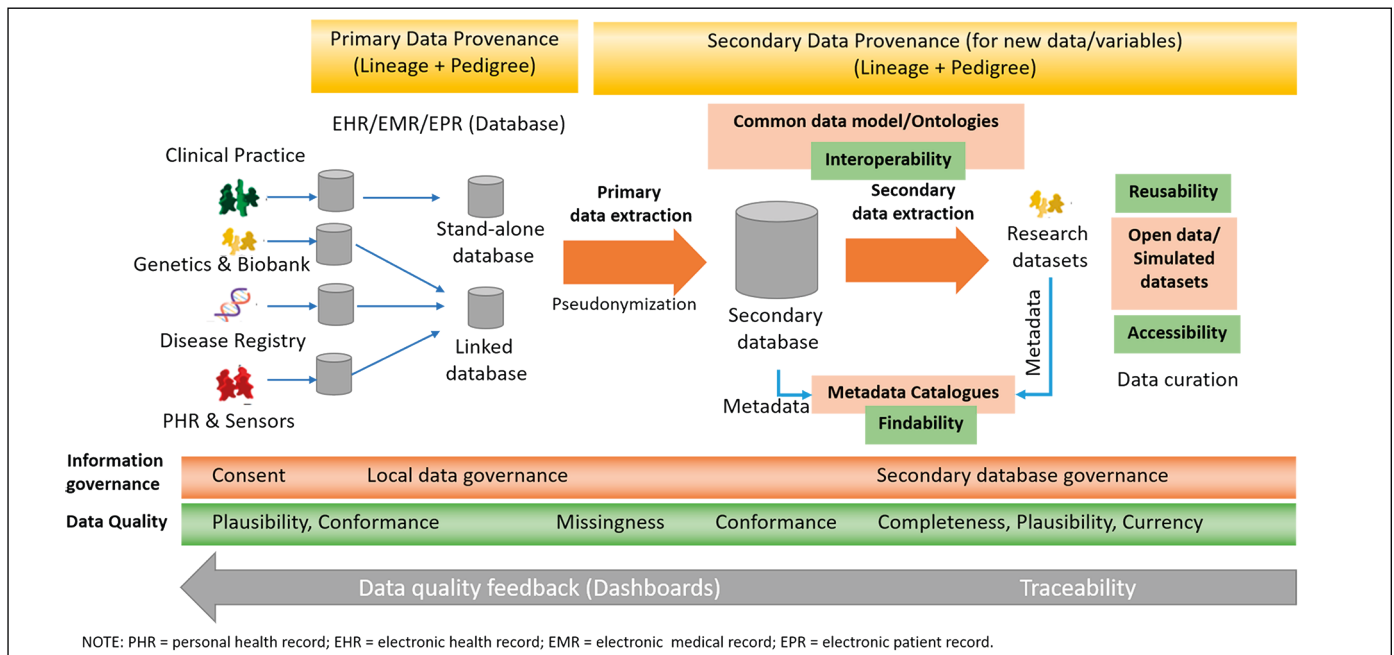 Primary Data Provenance
(Lineage + Pedigree)
Secondary Data Provenance (for new data/variables)
(Lineage + Pedigree)
EHR/EMR/EPR (Database)
Clinical Practice
Genetics & Biobank
Disease Registry
PHR & Sensors
Stand-alone
database
Linked
database
Primary
data extraction
Pseudonymization
Common data model/Ontologies
Interoperability
Secondary
data extraction
Secondary
database
Metadata
Metadata Catalogues
Findability
Research
datasets
Metadata
Reusability
Open data/
Simulated
datasets
Accessibility
Data curation
Information
governance
Consent
Local data governance
Secondary database governance
Data Quality
Plausibility, Conformance
Missingness
Conformance
Completeness, Plausibility, Currency
Data quality feedback (Dashboards)
Traceability
NOTE: PHR = personal health record; EHR = electronic health record; EMR = electronic medical record; EPR = electronic patient record.